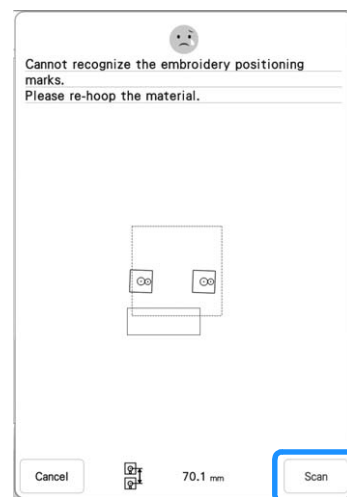 Cannot recognize the embroidery positioning
marks.
Please re-hoop the material.
Cancel
70.1 mm
Scan